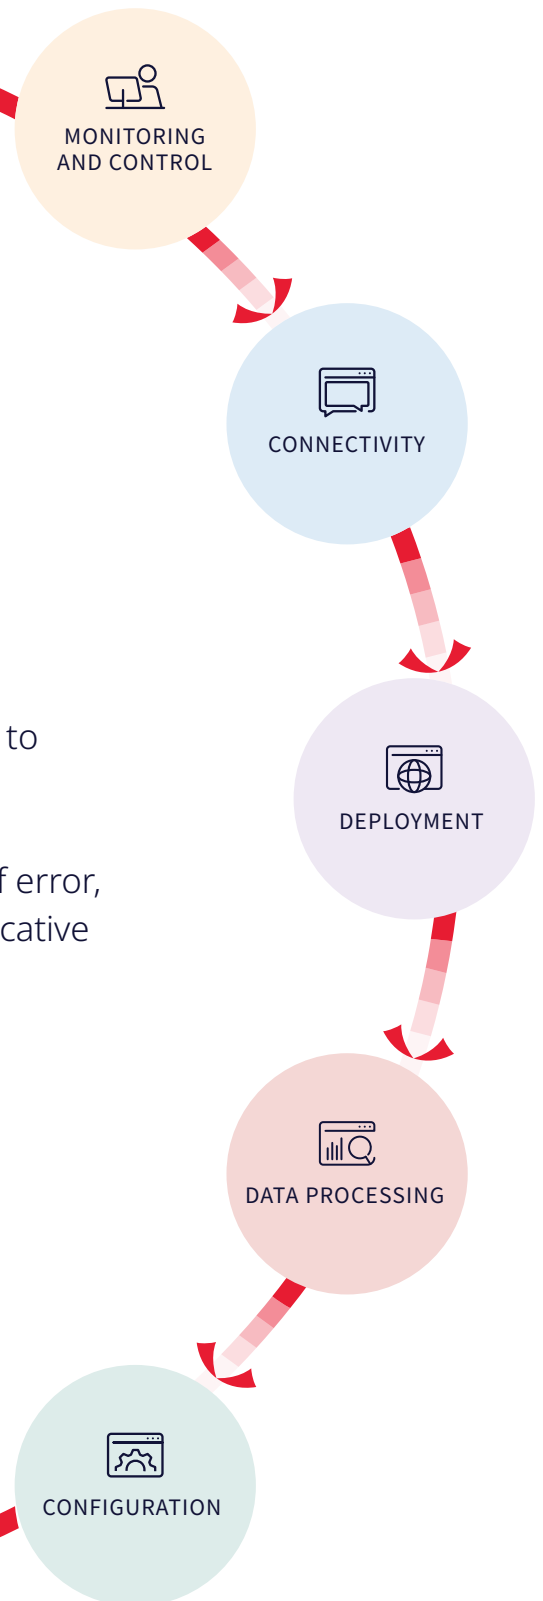 MONITORING
AND CONTROL
CONNECTIVITY
to
DEPLOYMENT
f error,
cative
DATA PROCESSING
CONFIGURATION